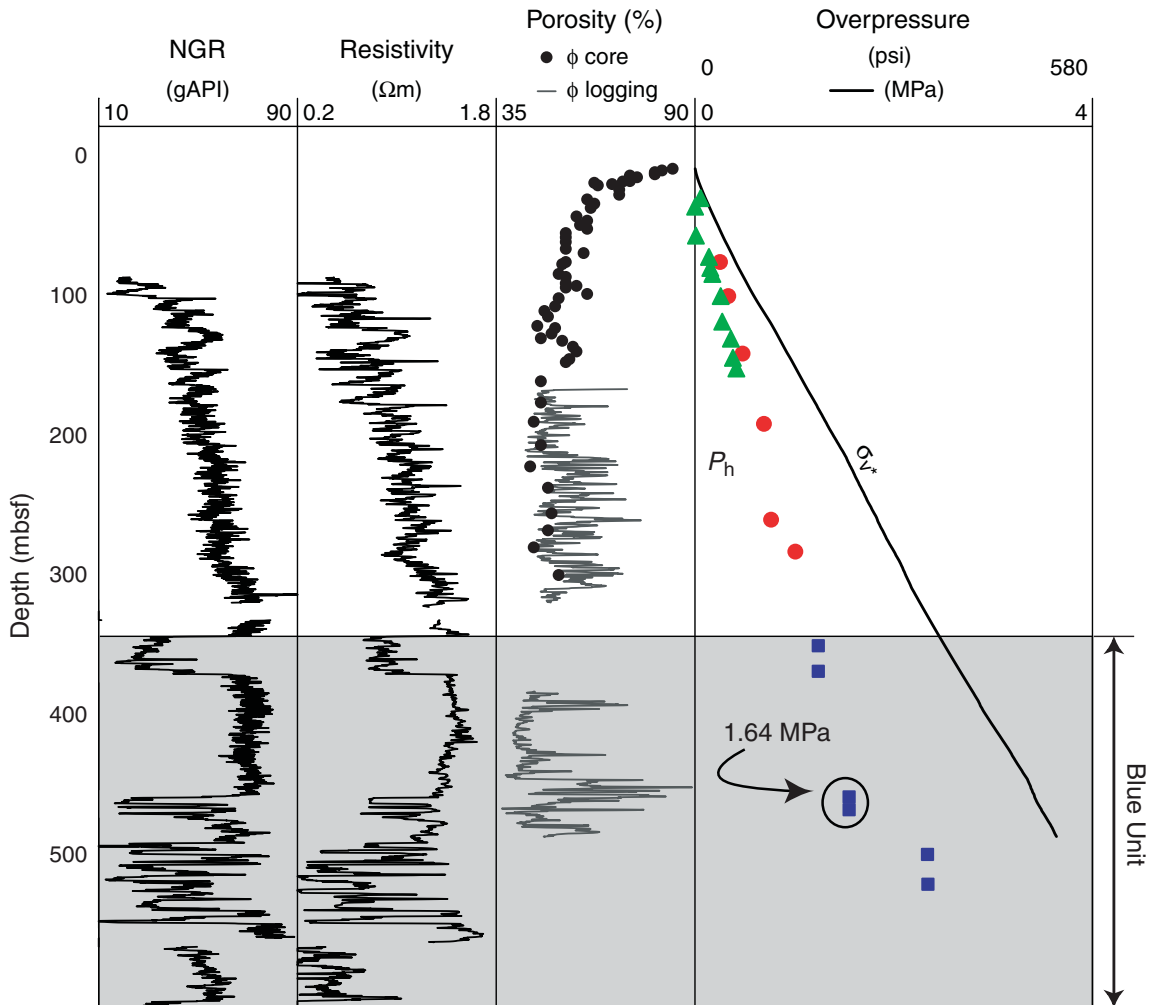 Porosity (%)
Overpressure
NGR
Resistivity
ϕ core
(psi)
0
580
(gAPI)
(Ωm)
ϕ logging
(MPa)
10
90
0.2
1.8
35
90
0
4
0
100
200
300
400
500
Depth (mbsf)
P_h
σ_v*
1.64 MPa
Blue Unit